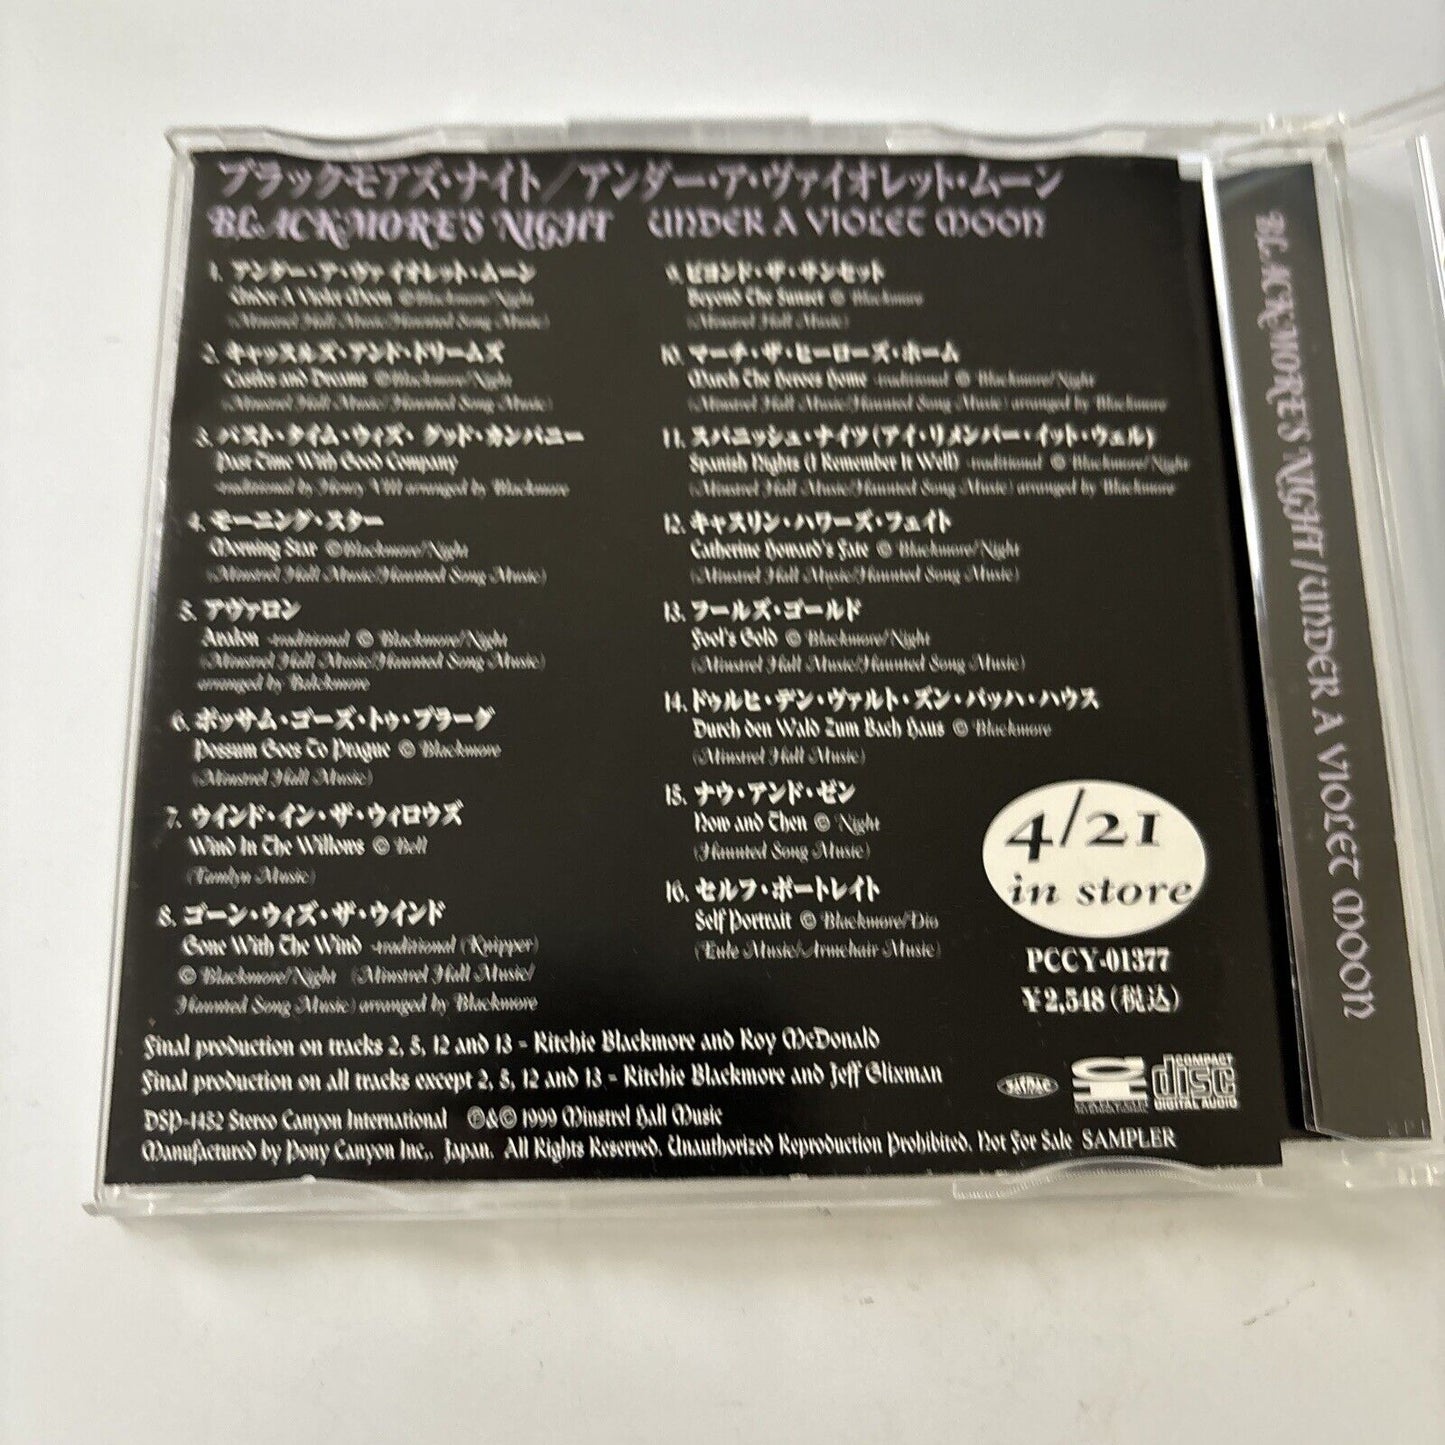 ブラックモアズ・ナイト／アンダー・ア・ヴァイオレット・ムーン
BLACKMORE'S NIGHT UNDER A VIOLET MOON
1. アンダー・ア・ヴァイオレット・ムーン
Under A Violet Moon ©Blackmore/Night
(Minstrel Hall Music/Haunted Song Music)
2. キャッスルズ・アンド・ドリームズ
Castles and Dreams ©Blackmore/Night
(Minstrel Hall Music/Haunted Song Music)
3. パスト・タイム・ウィズ・グッド・カンパニー
Past Time With Good Company
-traditional by Henry VIII arranged by Blackmore
4. モーニング・スター
Morning Star ©Blackmore/Night
(Minstrel Hall Music/Haunted Song Music)
5. アヴァロン
Avalon -traditional © Blackmore/Night
(Minstrel Hall Music/Haunted Song Music)
arranged by Balckmore
6. ポッサム・ゴーズ・トゥ・プラーグ
Possum Goes To Prague © Blackmore
(Minstrel Hall Music)
7. ウインド・イン・ザ・ウィロウズ
Wind In The Willows © Bell
(Tamlyn Music)
8. ゴーン・ウィズ・ザ・ウインド
Gone With The Wind -traditional (Knipper)
© Blackmore/Night (Minstrel Hall Music/
Haunted Song Music) arranged by Blackmore
9. ビヨンド・ザ・サンセット
Beyond The Sunset © Blackmore
(Minstrel Hall Music)
10. マーチ・ザ・ヒーローズ・ホーム
March The Heroes Home -traditional © Blackmore/Night
(Minstrel Hall Music/Haunted Song Music) arranged by Blackmore
11. スパニッシュ・ナイツ(アイ・リメンバー・イット・ウェル)
Spanish Nights (I Remember It Well) -traditional © Blackmore/Night
(Minstrel Hall Music/Haunted Song Music) arranged by Blackmore
12. キャスリン・ハワーズ・フェイト
Catherine Howard's Fate © Blackmore/Night
(Minstrel Hall Music/Haunted Song Music)
13. フールズ・ゴールド
Fool's Gold © Blackmore/Night
(Minstrel Hall Music/Haunted Song Music)
14. ドゥルヒ・デン・ヴァルト・ズン・バッハ・ハウス
Durch den Wald Zum Bach Haus © Blackmore
(Minstrel Hall Music)
15. ナウ・アンド・ゼン
Now and Then © Night
(Haunted Song Music)
16. セルフ・ポートレイト
Self Portrait © Blackmore/Dio
(Eule Music/Armchair Music)
4/21
in store
PCCY-01377
¥2,548(税込)
Final production on tracks 2, 5, 12 and 13 - Ritchie Blackmore and Roy McDonald
Final production on all tracks except 2, 5, 12 and 13 - Ritchie Blackmore and Jeff Glixman
DSP-1452 Stereo Canyon International ℗&© 1999 Minstrel Hall Music
Manufactured by Pony Canyon Inc., Japan. All Rights Reserved. Unauthorized Reproduction Prohibited. Not For Sale SAMPLER
JASRAC
COMPACT
disc
DIGITAL AUDIO
BLACKMORE'S NIGHT/UNDER A VIOLET MOON